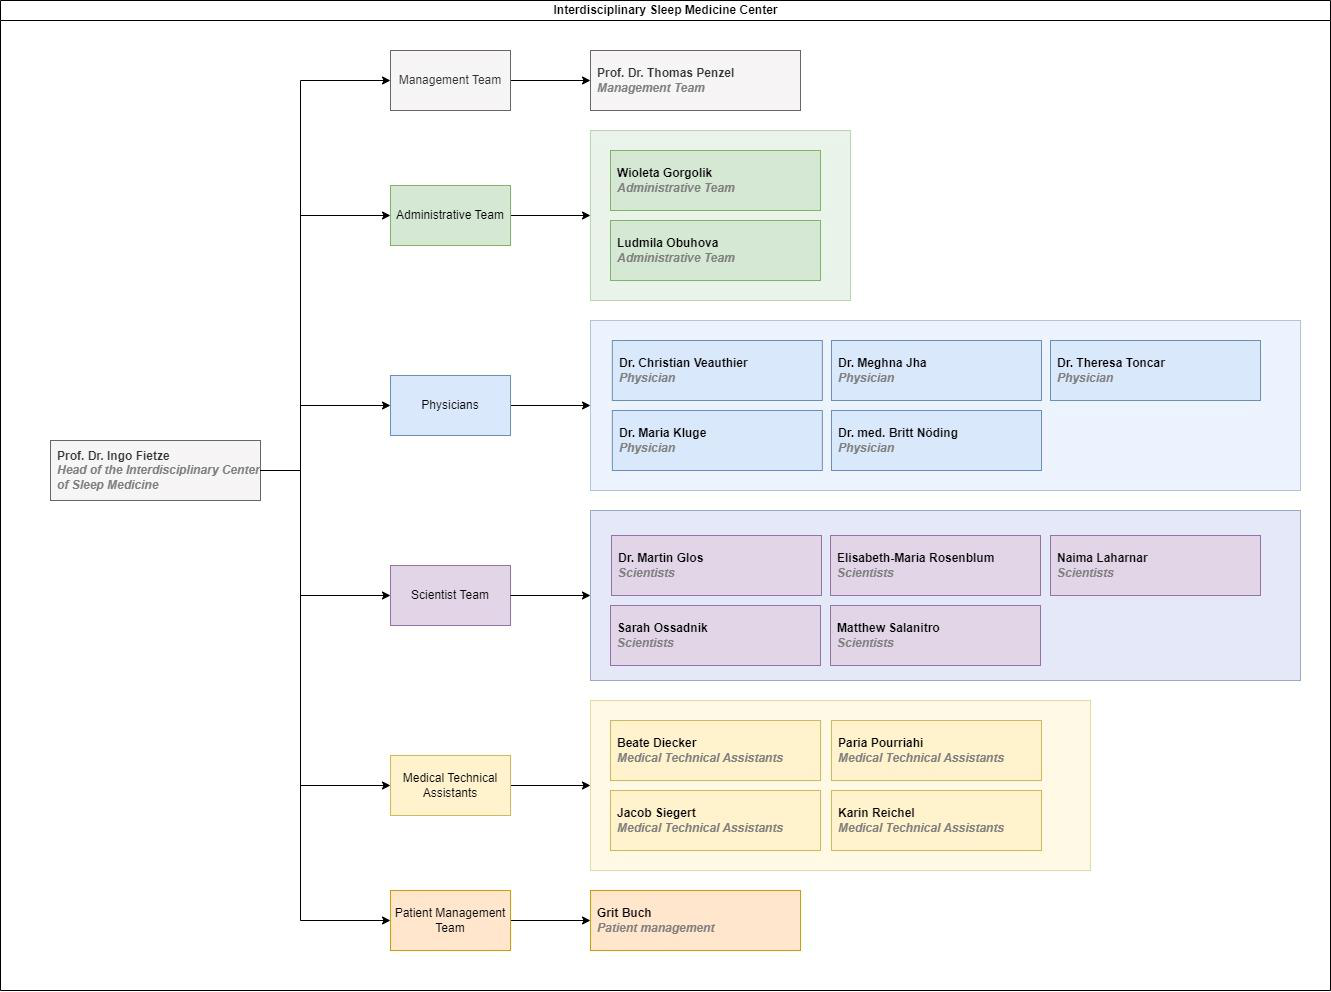 Interdisciplinary Sleep Medicine Center
Management Team
Prof. Dr. Thomas Penzel
Management Team
Administrative Team
Wioleta Gorgolik
Administrative Team
Ludmila Obuhova
Administrative Team
Physicians
Dr. Christian Veauthier
Physician
Dr. Meghna Jha
Physician
Dr. Theresa Toncar
Physician
Dr. Maria Kluge
Physician
Dr. med. Britt Nöding
Physician
Prof. Dr. Ingo Fietze
Head of the Interdisciplinary Center
of Sleep Medicine
Scientist Team
Dr. Martin Glos
Scientists
Elisabeth-Maria Rosenblum
Scientists
Naima Laharnar
Scientists
Sarah Ossadnik
Scientists
Matthew Salanitro
Scientists
Medical Technical
Assistants
Beate Diecker
Medical Technical Assistants
Paria Pourriahi
Medical Technical Assistants
Jacob Siegert
Medical Technical Assistants
Karin Reichel
Medical Technical Assistants
Patient Management
Team
Grit Buch
Patient management